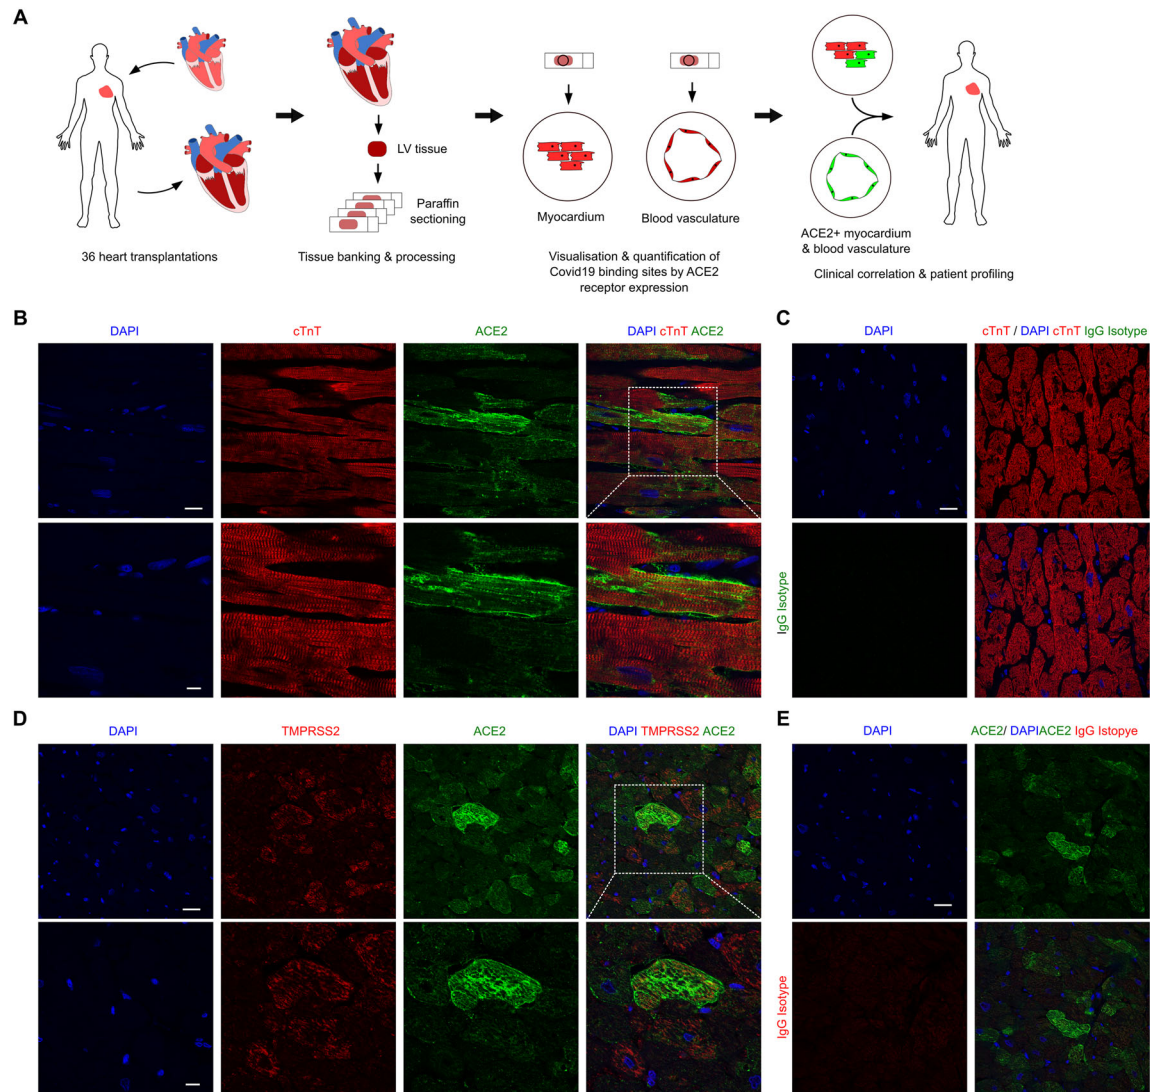 A
36 heart transplantations
LV tissue
Paraffin
sectioning
Tissue banking & processing
Myocardium
Blood vasculature
Visualisation & quantification of
Covid19 binding sites by ACE2
receptor expression
ACE2+ myocardium
& blood vasculature
Clinical correlation & patient profiling
B
DAPI
cTnT
ACE2
DAPI cTnT ACE2
C
DAPI
cTnT / DAPI cTnT IgG Isotype
IgG Isotype
D
DAPI
TMPRSS2
ACE2
DAPI TMPRSS2 ACE2
E
DAPI
ACE2/ DAPIACE2 IgG Istopye
IgG Isotype